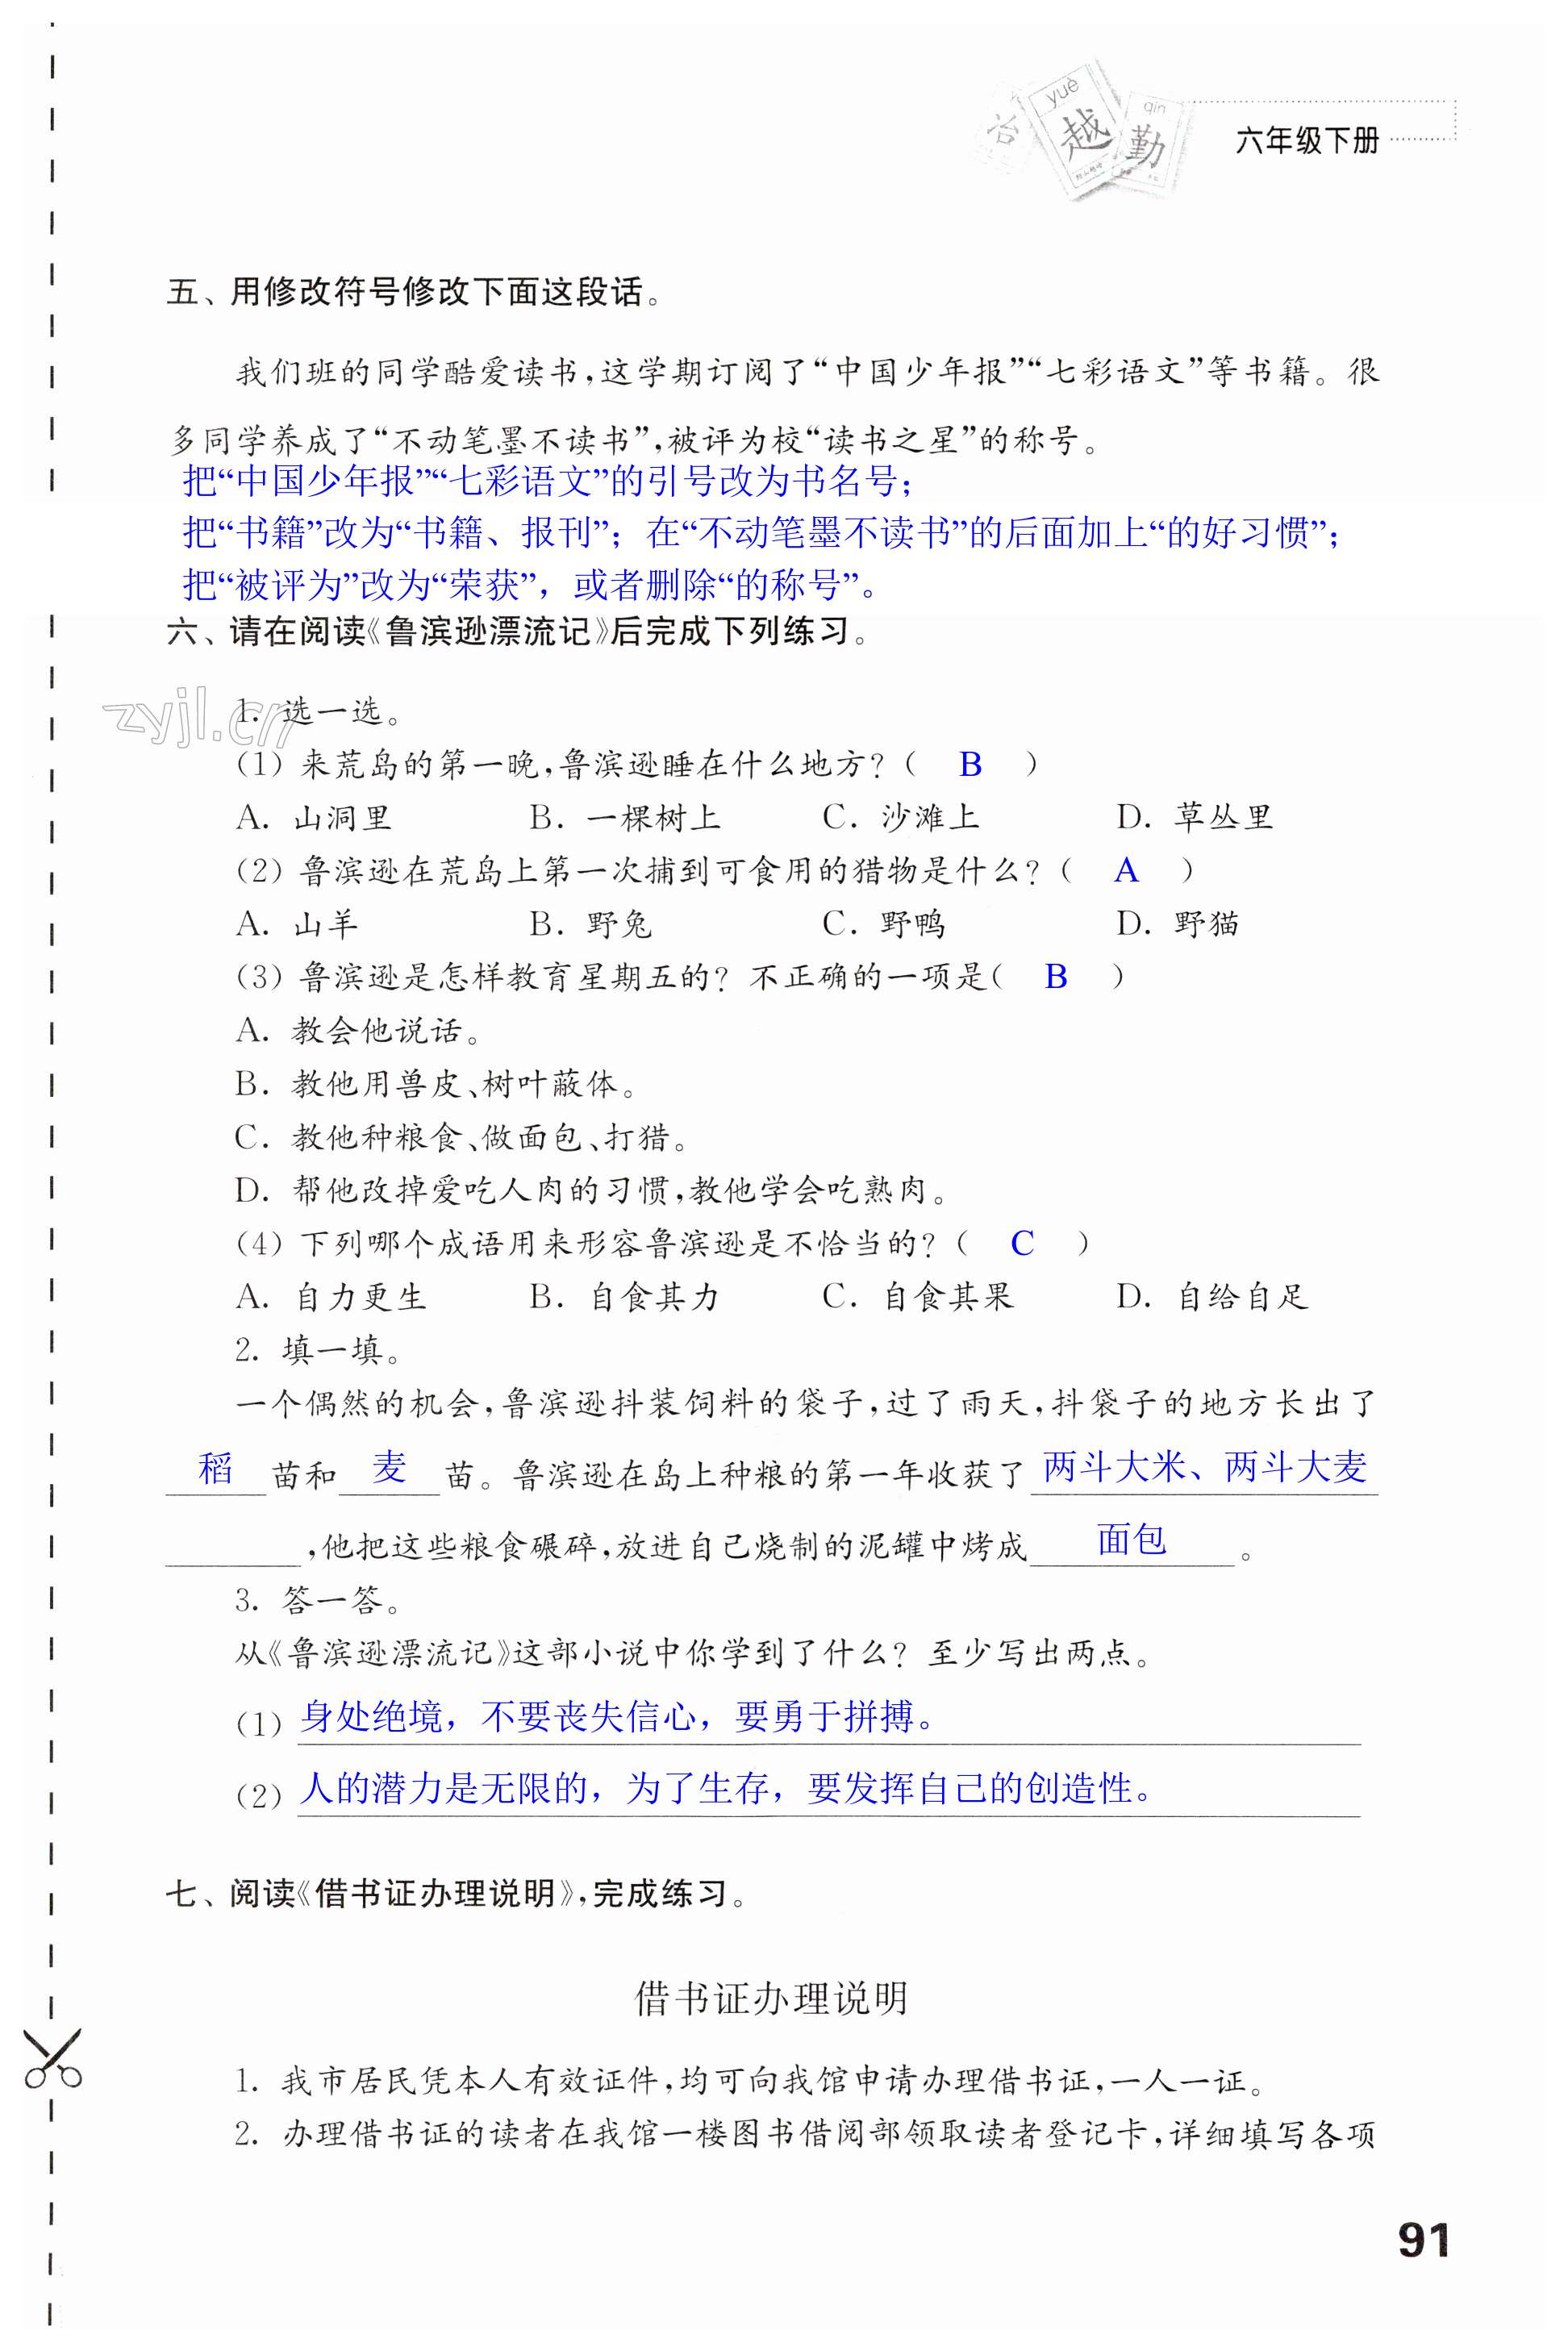 yuè
qín
越
勤
六年级下册
五、用修改符号修改下面这段话。
我们班的同学酷爱读书,这学期订阅了“中国少年报”“七彩语文”等书籍。很
多同学养成了“不动笔墨不读书”,被评为校“读书之星”的称号。
把“中国少年报”“七彩语文”的引号改为书名号；
把“书籍”改为“书籍、报刊”；在“不动笔墨不读书”的后面加上“的好习惯”；
把“被评为”改为“荣获”，或者删除“的称号”。
六、请在阅读《鲁滨逊漂流记》后完成下列练习。
zyjl.cn
1. 选一选。
(1) 来荒岛的第一晚,鲁滨逊睡在什么地方?( B )
A. 山洞里 B. 一棵树上 C. 沙滩上 D. 草丛里
(2) 鲁滨逊在荒岛上第一次捕到可食用的猎物是什么?( A )
A. 山羊 B. 野兔 C. 野鸭 D. 野猫
(3) 鲁滨逊是怎样教育星期五的? 不正确的一项是( B )
A. 教会他说话。
B. 教他用兽皮、树叶蔽体。
C. 教他种粮食、做面包、打猎。
D. 帮他改掉爱吃人肉的习惯,教他学会吃熟肉。
(4) 下列哪个成语用来形容鲁滨逊是不恰当的?( C )
A. 自力更生 B. 自食其力 C. 自食其果 D. 自给自足
2. 填一填。
一个偶然的机会,鲁滨逊抖装饲料的袋子,过了雨天,抖袋子的地方长出了
稻 苗和 麦 苗。鲁滨逊在岛上种粮的第一年收获了 两斗大米、两斗大麦
,他把这些粮食碾碎,放进自己烧制的泥罐中烤成 面包 。
3. 答一答。
从《鲁滨逊漂流记》这部小说中你学到了什么? 至少写出两点。
(1) 身处绝境，不要丧失信心，要勇于拼搏。
(2) 人的潜力是无限的，为了生存，要发挥自己的创造性。
七、阅读《借书证办理说明》,完成练习。
借书证办理说明
1. 我市居民凭本人有效证件,均可向我馆申请办理借书证,一人一证。
2. 办理借书证的读者在我馆一楼图书借阅部领取读者登记卡,详细填写各项
91